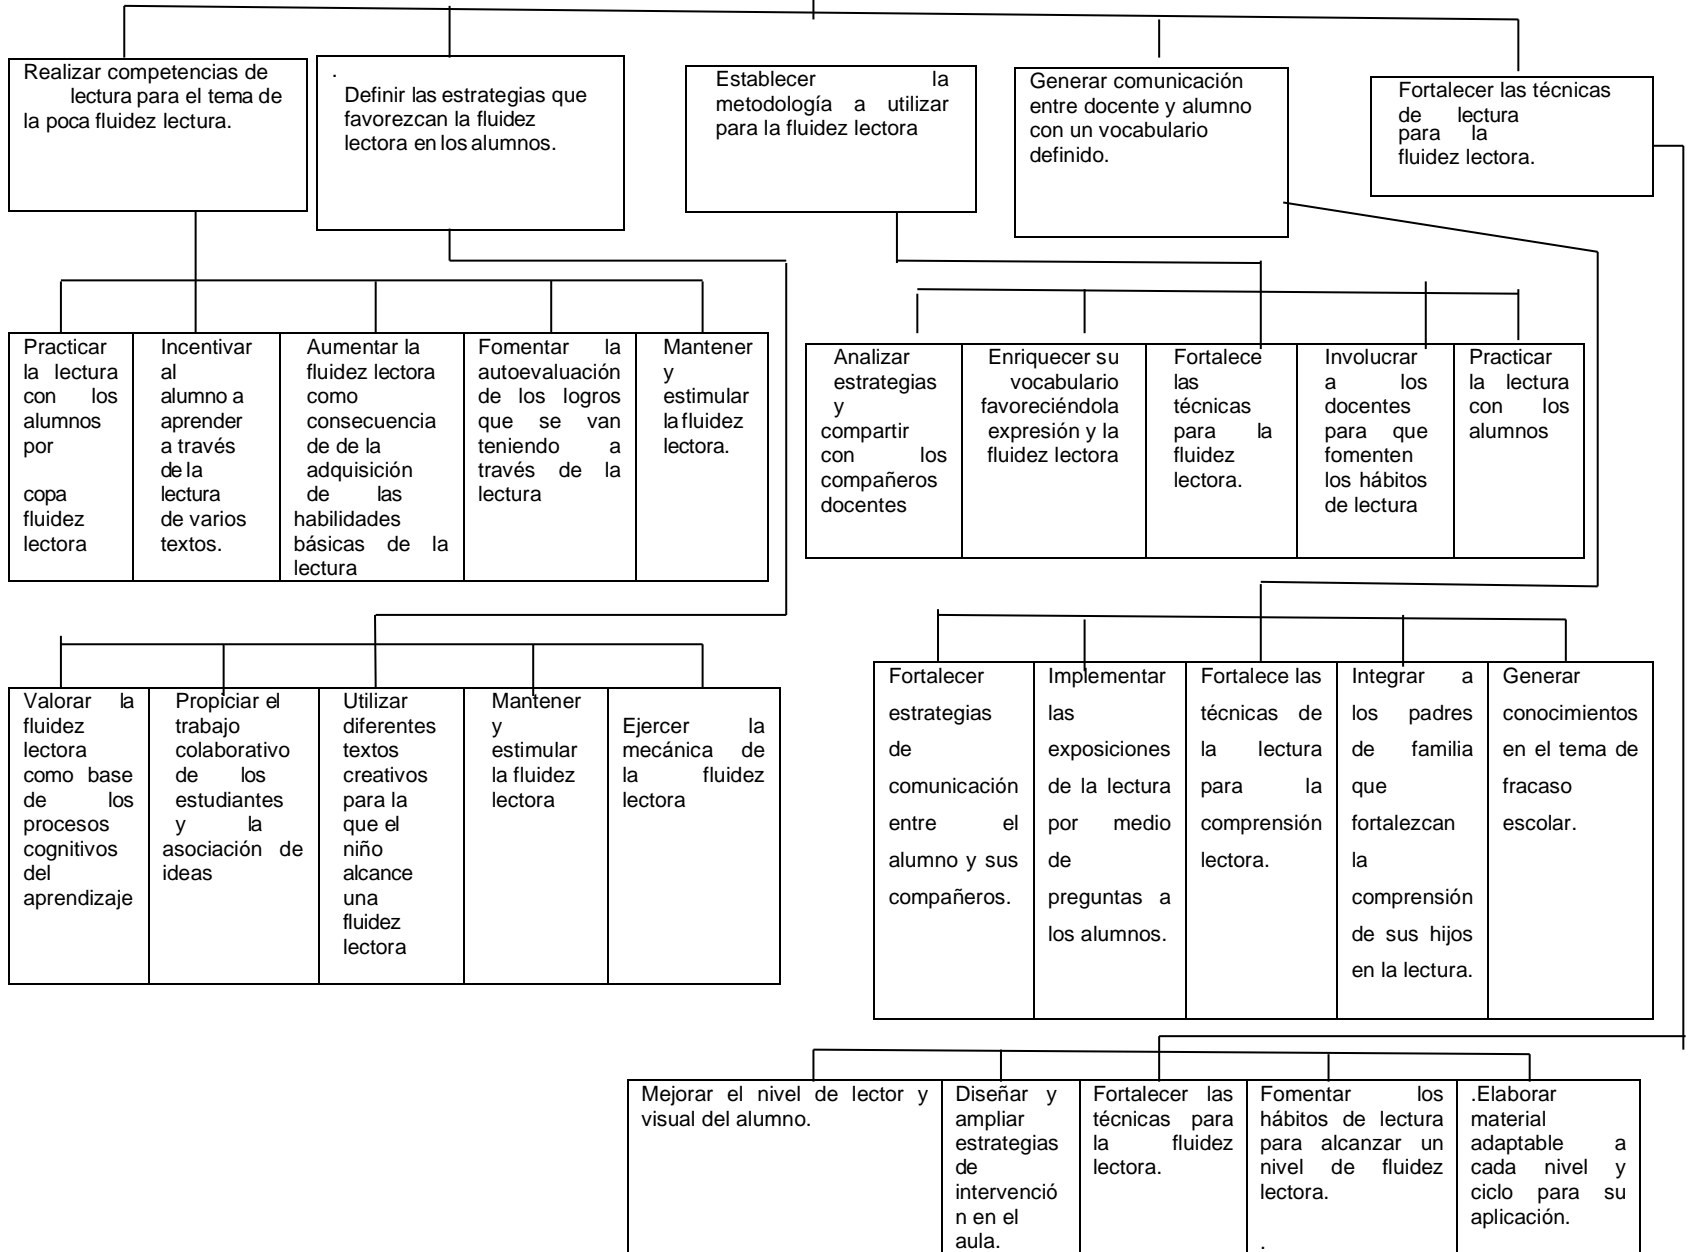 Realizar competencias de
lectura para el tema de
la poca fluidez lectura.
.
Definir las estrategias que
favorezcan la fluidez
lectora en los alumnos.
Establecer la
metodología a utilizar
para la fluidez lectora
Generar comunicación
entre docente y alumno
con un vocabulario
definido.
Fortalecer las técnicas
de lectura
para la
fluidez lectora.
Practicar
la lectura
con los
alumnos
por
copa
fluidez
lectora
Incentivar
al
alumno a
aprender
a través
de la
lectura
de varios
textos.
Aumentar la
fluidez lectora
como
consecuencia
de de la
adquisición
de las
habilidades
básicas de la
lectura
Fomentar la
autoevaluación
de los logros
que se van
teniendo a
través de la
lectura
Mantener
y
estimular
la fluidez
lectora.
Analizar
estrategias
y
compartir
con los
compañeros
docentes
Enriquecer su
vocabulario
favoreciéndola
expresión y la
fluidez lectora
Fortalece
las
técnicas
para la
fluidez
lectora.
Involucrar
a los
docentes
para que
fomenten
los hábitos
de lectura
Practicar
la lectura
con los
alumnos
Valorar la
fluidez
lectora
como base
de los
procesos
cognitivos
del
aprendizaje
Propiciar el
trabajo
colaborativo
de los
estudiantes
y la
asociación de
ideas
Utilizar
diferentes
textos
creativos
para la
que el
niño
alcance
una
fluidez
lectora
Mantener
y
estimular
la fluidez
lectora
Ejercer la
mecánica de
la fluidez
lectora
Fortalecer
estrategias
de
comunicación
entre el
alumno y sus
compañeros.
Implementar
las
exposiciones
de la lectura
por medio
de
preguntas a
los alumnos.
Fortalece las
técnicas de
la lectura
para la
comprensión
lectora.
Integrar a
los padres
de familia
que
fortalezcan
la
comprensión
de sus hijos
en la lectura.
Generar
conocimientos
en el tema de
fracaso
escolar.
Mejorar el nivel de lector y
visual del alumno.
Diseñar y
ampliar
estrategias
de
intervenció
n en el
aula.
Fortalecer las
técnicas para
la fluidez
lectora.
Fomentar los
hábitos de lectura
para alcanzar un
nivel de fluidez
lectora.
.
.Elaborar
material
adaptable a
cada nivel y
ciclo para su
aplicación.